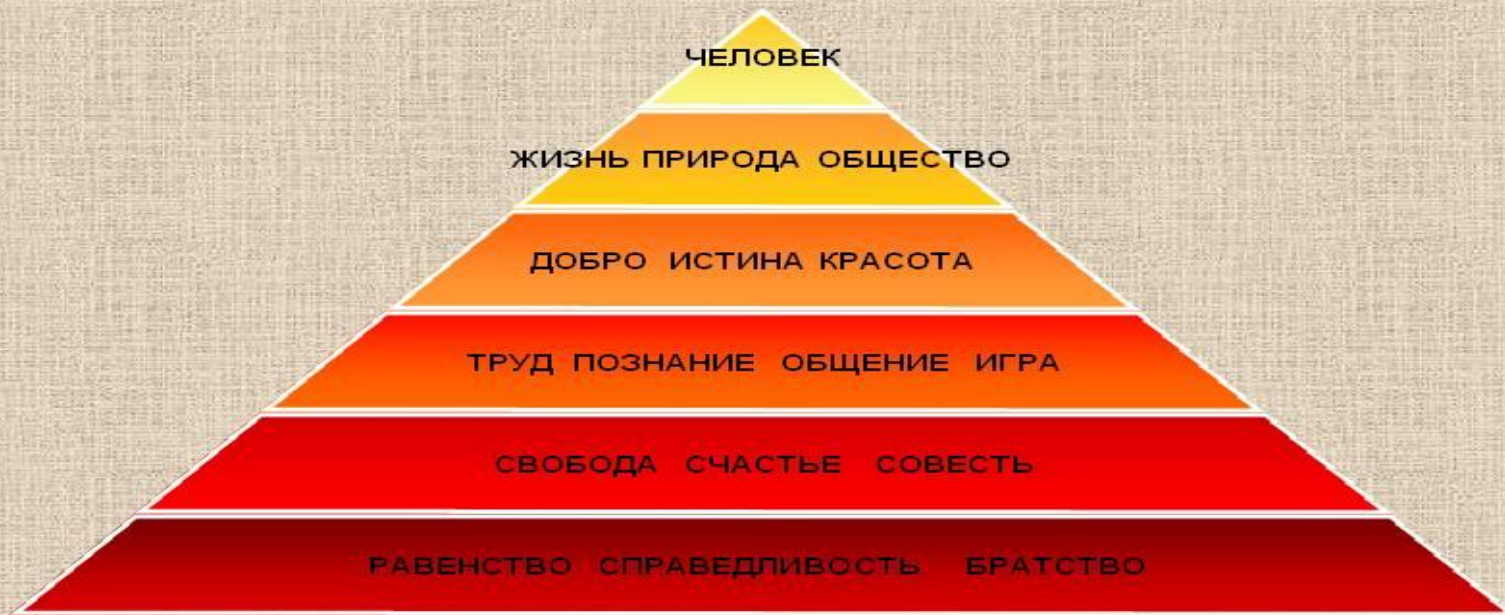 ЧЕЛОВЕК
ЖИЗНЬ ПРИРОДА ОБЩЕСТВО
ДОБРО ИСТИНА КРАСОТА
ТРУД ПОЗНАНИЕ ОБЩЕНИЕ ИГРА
СВОБОДА СЧАСТЬЕ СОВЕСТЬ
РАВЕНСТВО СПРАВЕДЛИВОСТЬ БРАТСТВО